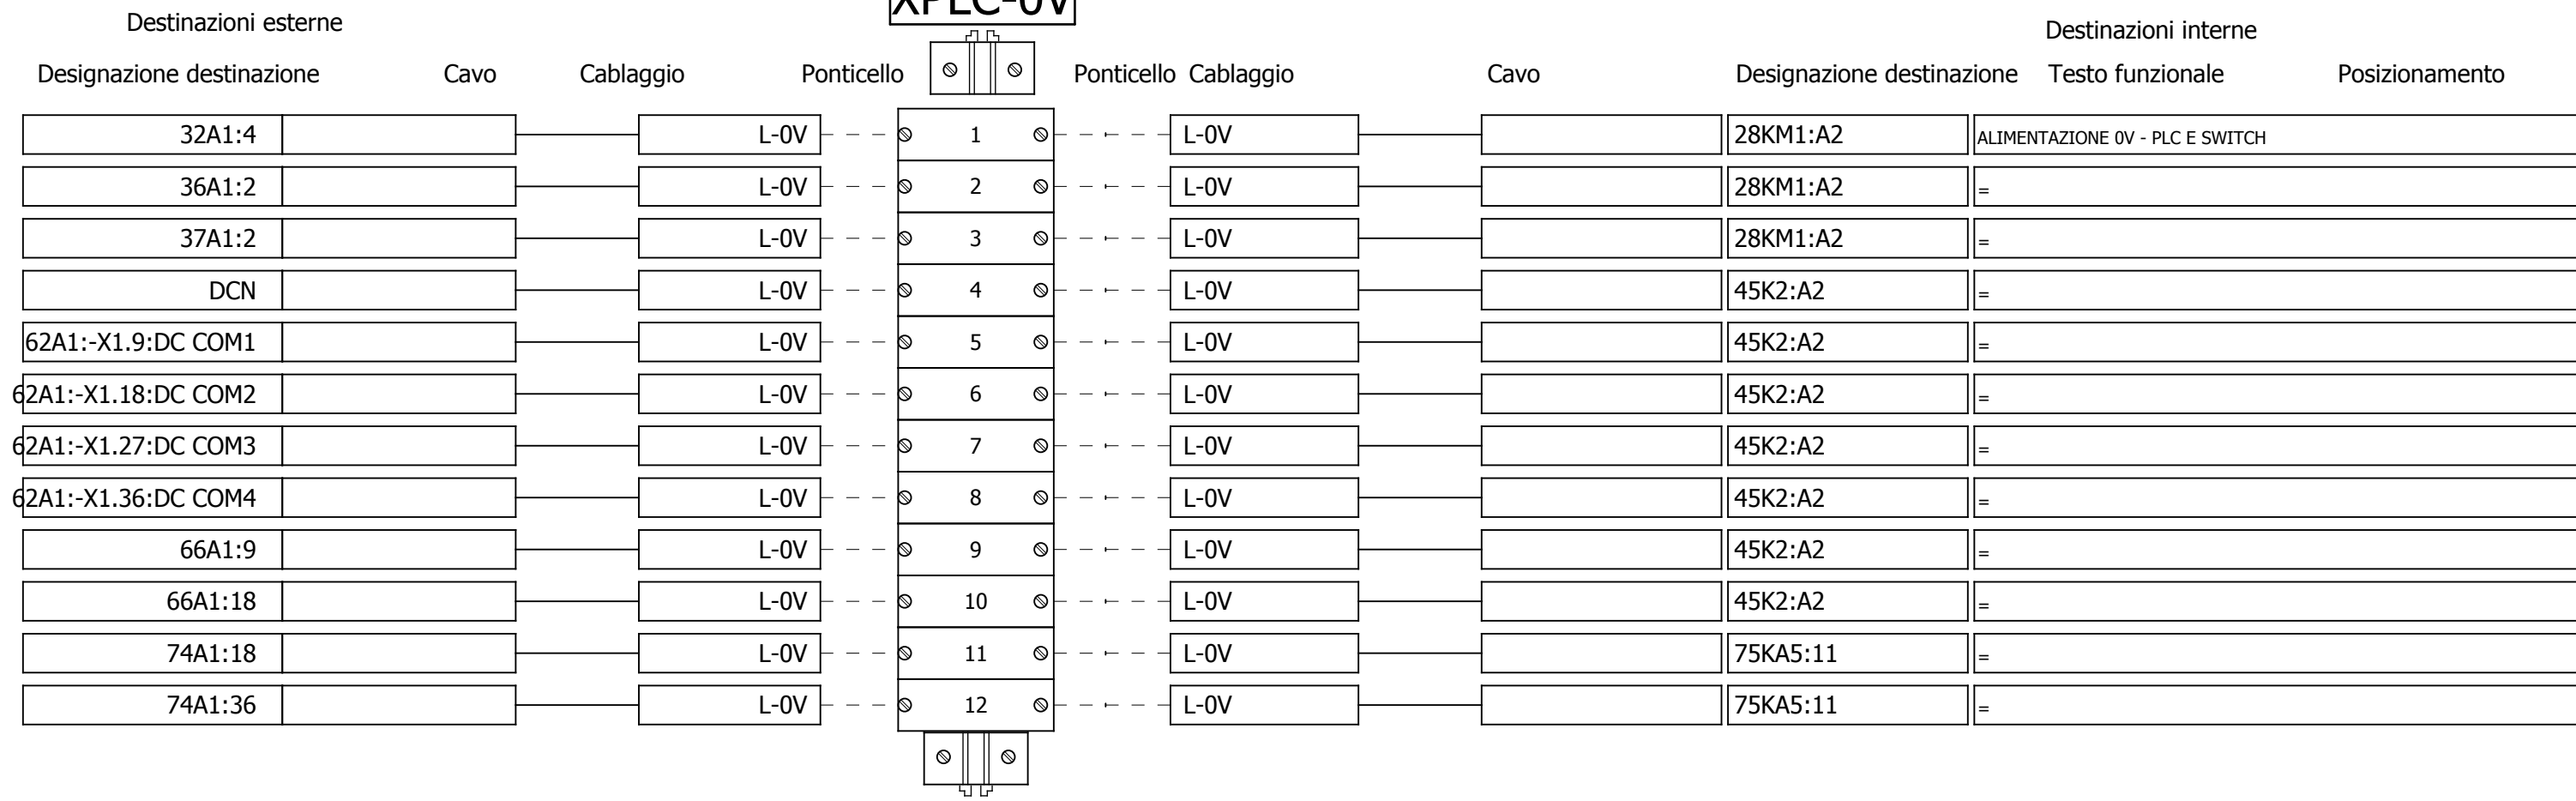 XPLC-0V
Destinazioni esterne
Destinazioni interne
Designazione destinazione Cavo Cablaggio Ponticello Ponticello Cablaggio Cavo Designazione destinazione Testo funzionale Posizionamento
32A1:4 L-0V 1 L-0V 28KM1:A2 ALIMENTAZIONE 0V - PLC E SWITCH
36A1:2 L-0V 2 L-0V 28KM1:A2 =
37A1:2 L-0V 3 L-0V 28KM1:A2 =
DCN L-0V 4 L-0V 45K2:A2 =
62A1:-X1.9:DC COM1 L-0V 5 L-0V 45K2:A2 =
62A1:-X1.18:DC COM2 L-0V 6 L-0V 45K2:A2 =
62A1:-X1.27:DC COM3 L-0V 7 L-0V 45K2:A2 =
62A1:-X1.36:DC COM4 L-0V 8 L-0V 45K2:A2 =
66A1:9 L-0V 9 L-0V 45K2:A2 =
66A1:18 L-0V 10 L-0V 45K2:A2 =
74A1:18 L-0V 11 L-0V 75KA5:11 =
74A1:36 L-0V 12 L-0V 75KA5:11 =